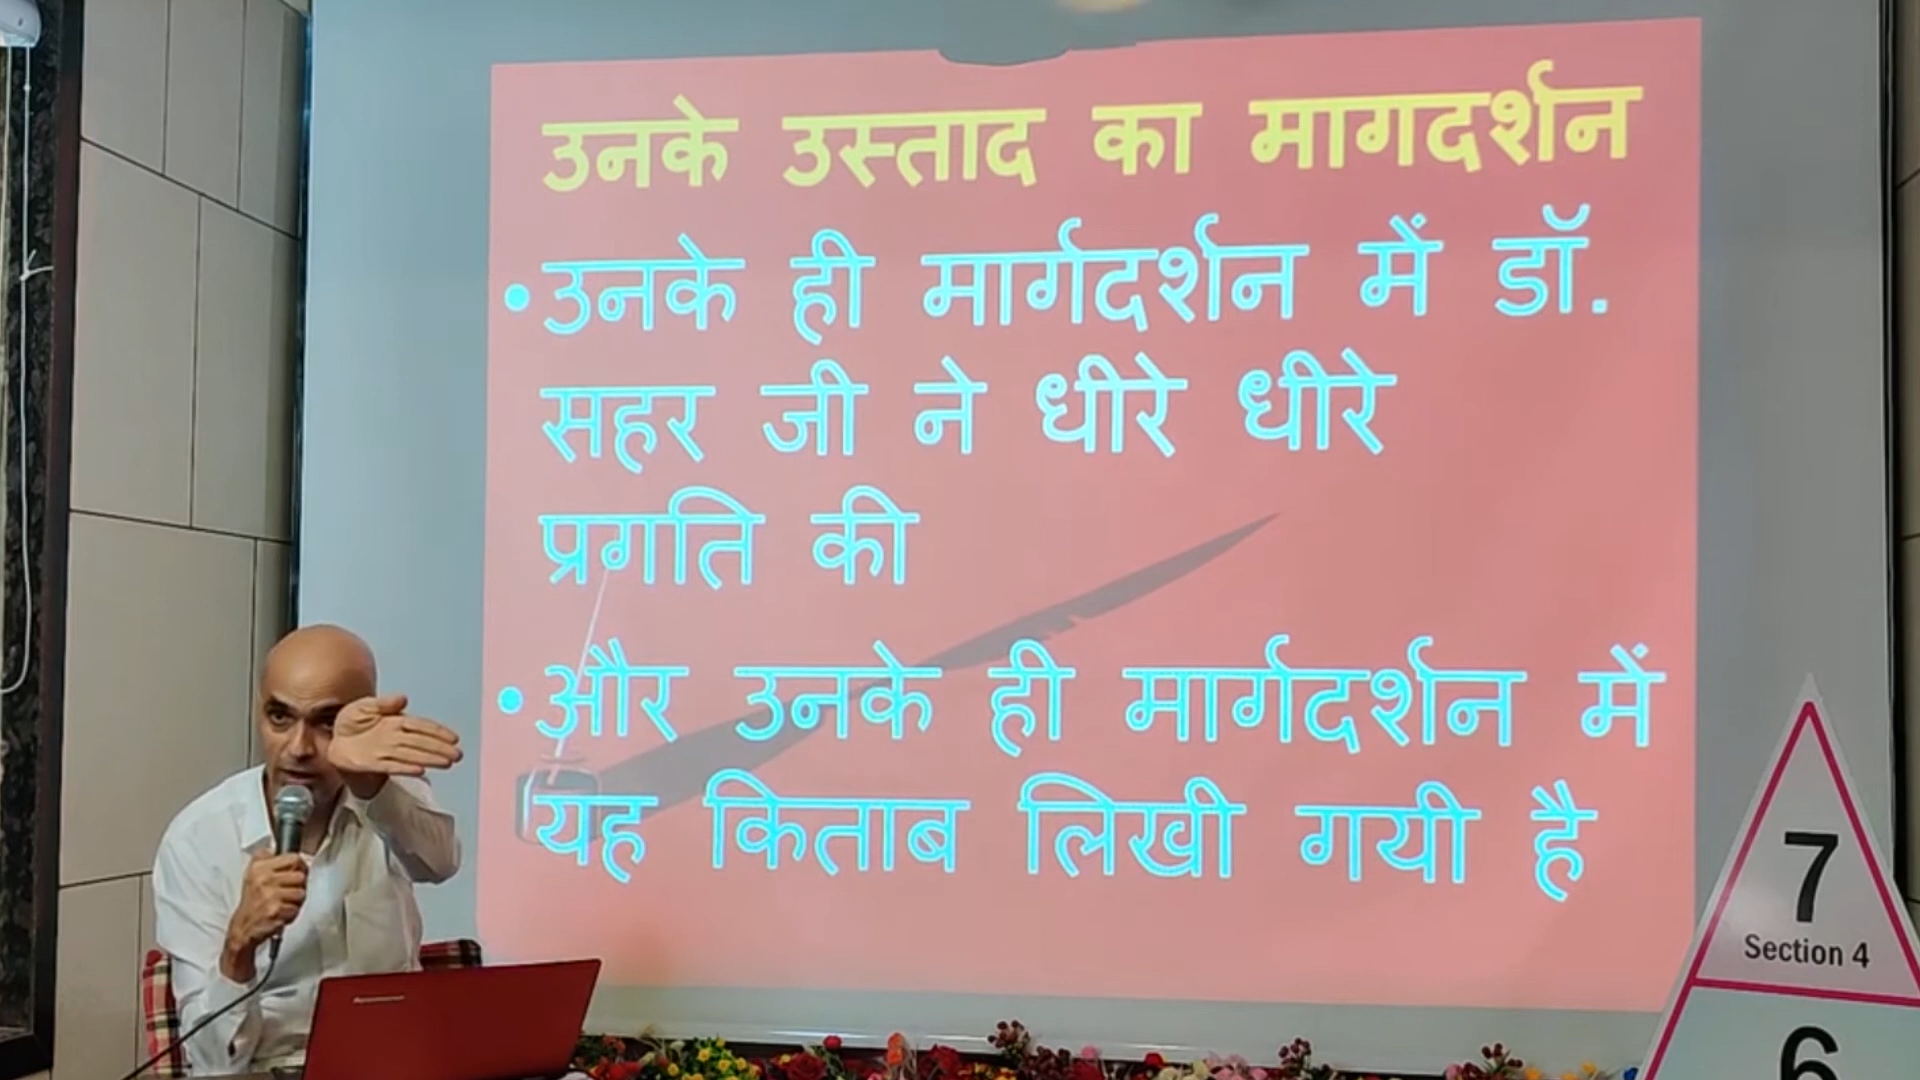 उनके उस्ताद का मागदर्शन
•उनके ही मार्गदर्शन में डॉ.
सहर जी ने धीरे धीरे
प्रगति की
•और उनके ही मार्गदर्शन में
यह किताब लिखी गयी है
7
Section 4
6